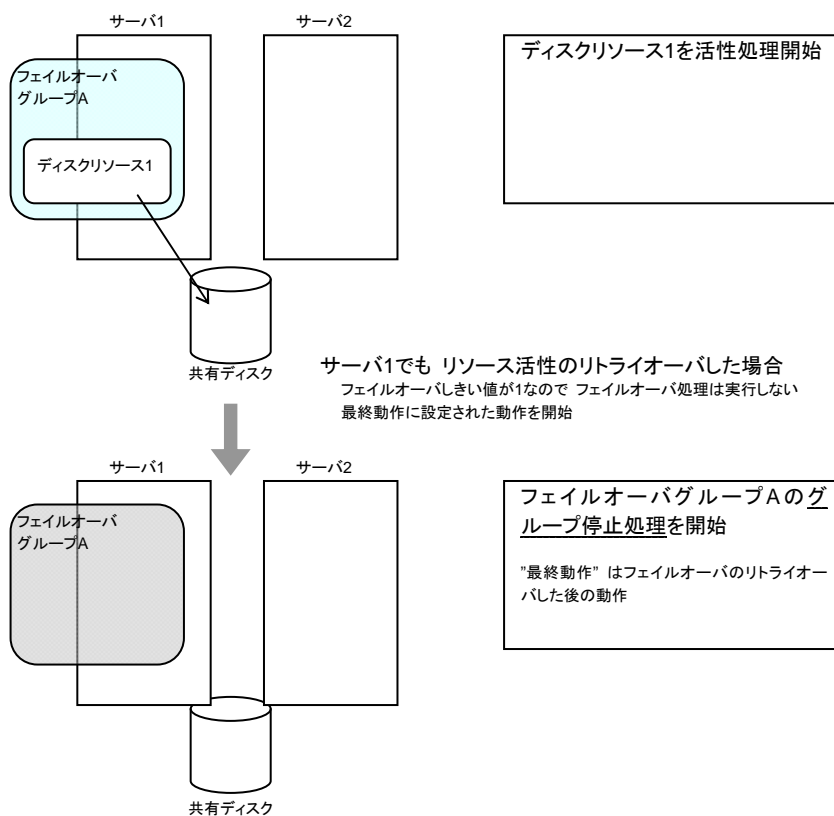 サーバ1
サーバ2
ディスクリソース1を活性処理開始
フェイルオーバ
グループA
ディスクリソース1
共有ディスク
サーバ1でも リソース活性のリトライオーバした場合
フェイルオーバしきい値が1なので フェイルオーバ処理は実行しない
最終動作に設定された動作を開始
サーバ1
サーバ2
フェイルオーバグループAのグ
ループ停止処理を開始
"最終動作" はフェイルオーバのリトライオー
バした後の動作
フェイルオーバ
グループA
共有ディスク